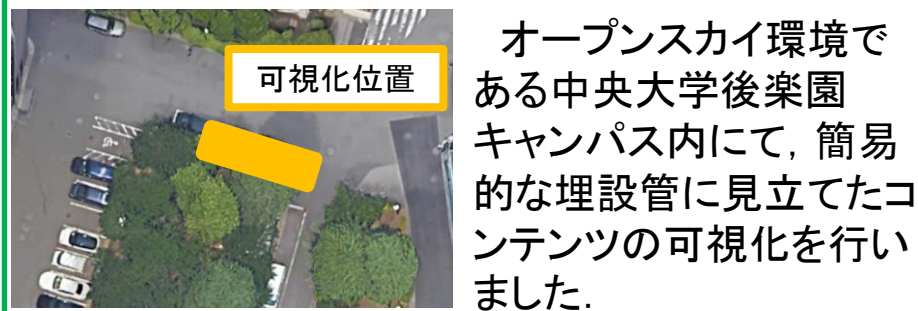 可視化位置
オープンスカイ環境で
ある中央大学後楽園
キャンパス内にて，簡易
的な埋設管に見立てたコ
ンテンツの可視化を行い
ました．